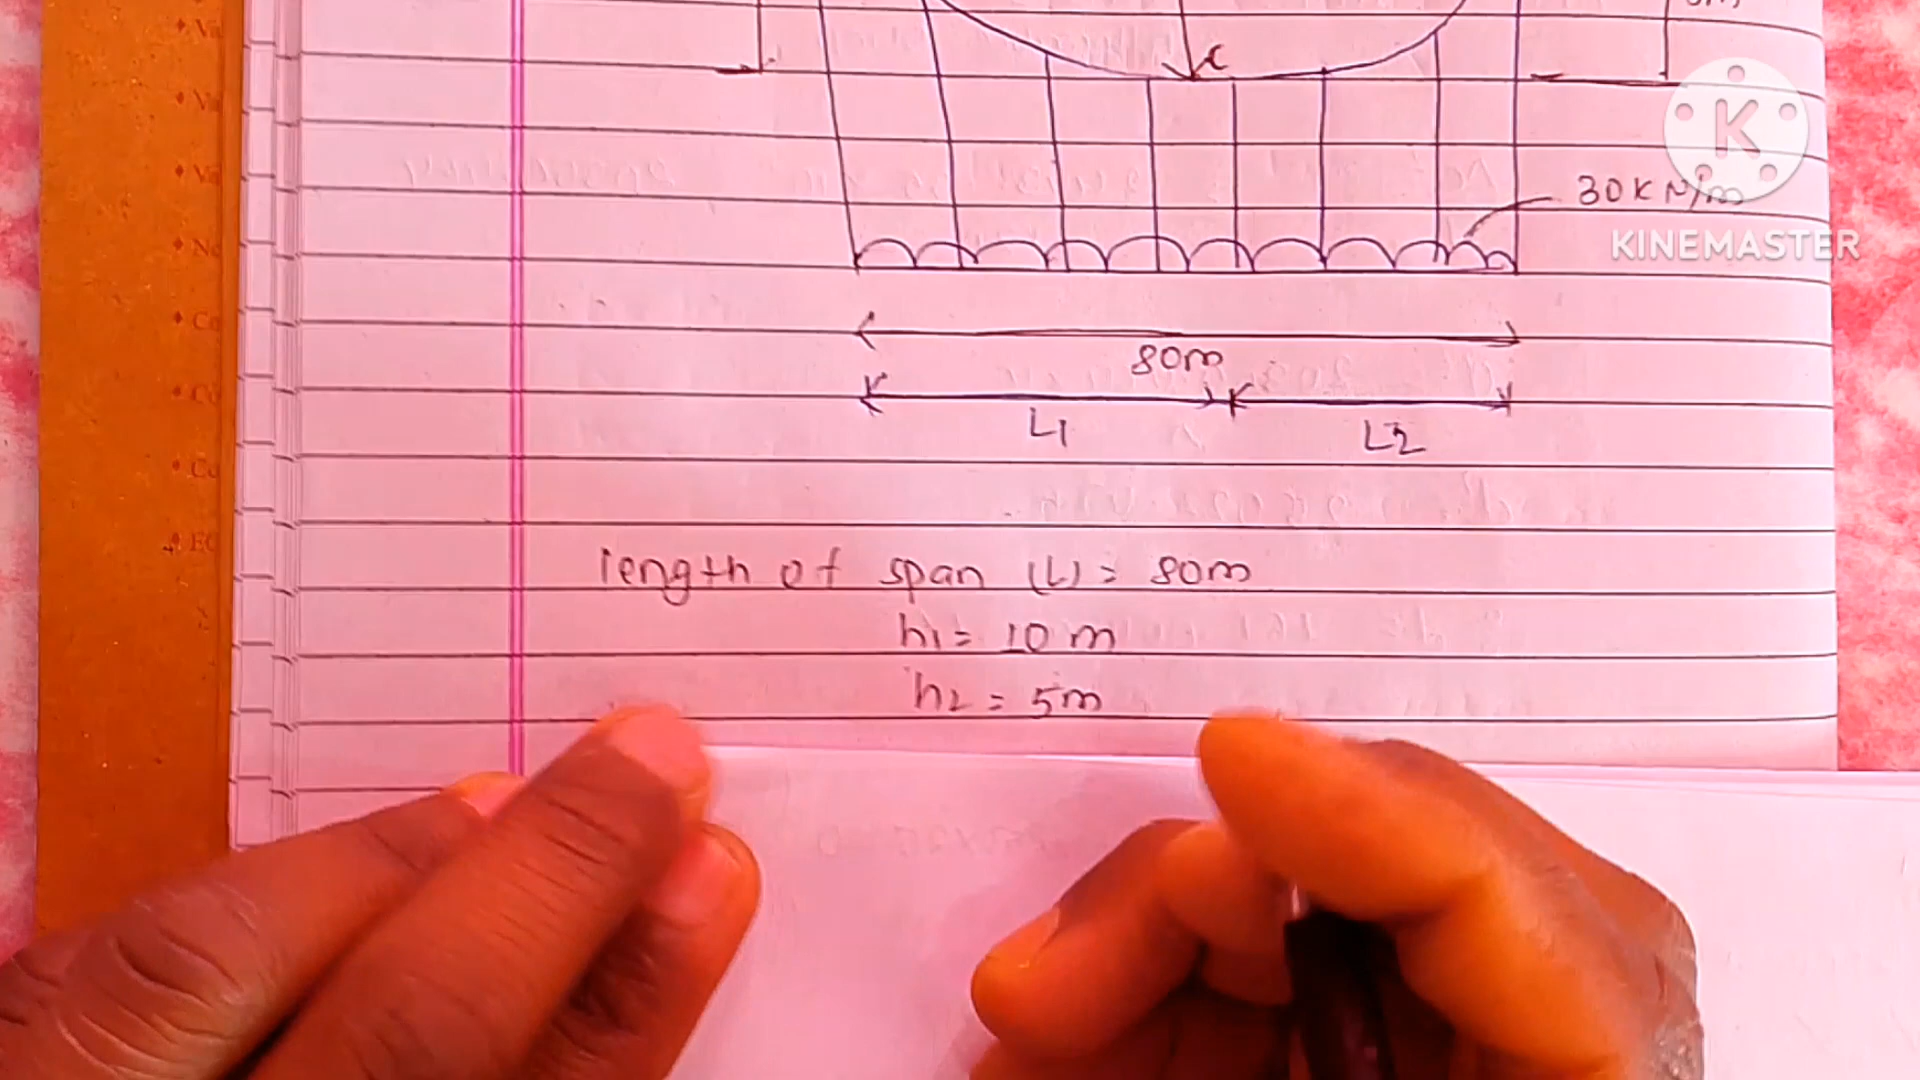 C
30KN/m
K
KINEMASTER
80m
L1
L2
length of span (L) = 80m
h1 = 10 m
h2 = 5m